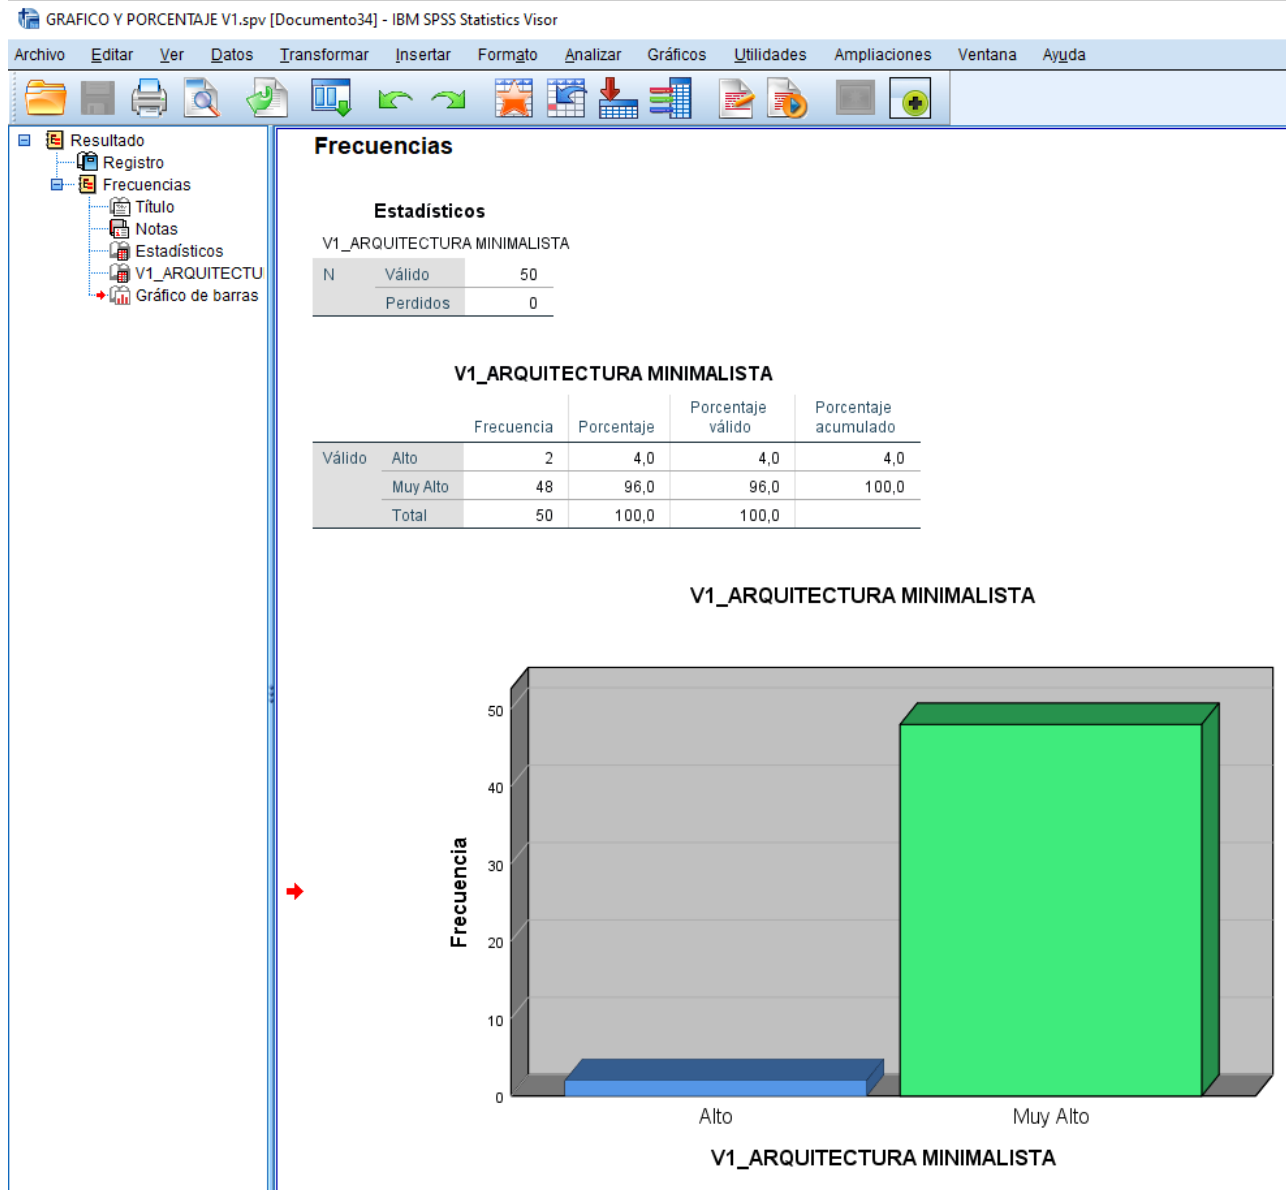 GRAFICO Y PORCENTAJE V1.spv [Documento34] - IBM SPSS Statistics Visor
Archivo Editar Ver Datos Transformar Insertar Formato Analizar Gráficos Utilidades Ampliaciones Ventana Ayuda
Resultado
Registro
Frecuencias
Título
Notas
Estadísticos
V1_ARQUITECTU
Gráfico de barras
Frecuencias
Estadísticos
V1_ARQUITECTURA MINIMALISTA
N Válido 50
Perdidos 0
V1_ARQUITECTURA MINIMALISTA
Frecuencia Porcentaje Porcentaje válido Porcentaje acumulado
Válido Alto 2 4,0 4,0 4,0
Muy Alto 48 96,0 96,0 100,0
Total 50 100,0 100,0
V1_ARQUITECTURA MINIMALISTA
50
40
30
20
10
0
Frecuencia
Alto Muy Alto
V1_ARQUITECTURA MINIMALISTA